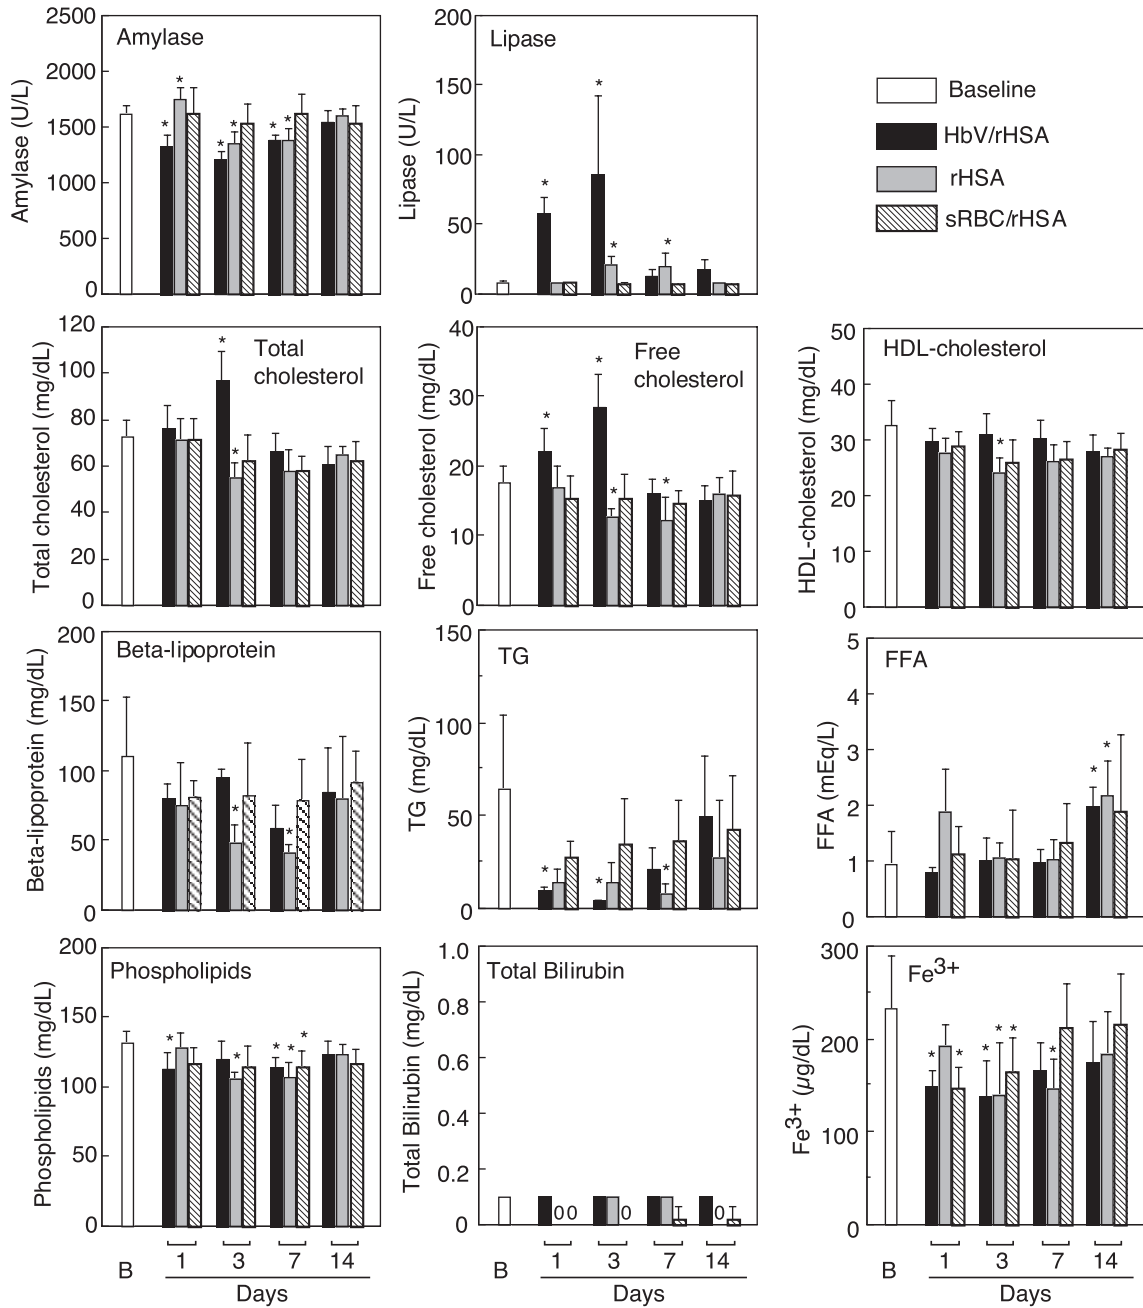 Amylase
Amylase (U/L)
2500
2000
1500
1000
500
0
* * * * * *
Lipase
Lipase (U/L)
200
150
100
50
0
* * * *
Baseline
HbV/rHSA
rHSA
sRBC/rHSA
Total
cholesterol
Total cholesterol (mg/dL)
120
100
80
60
40
20
0
* *
Free
cholesterol
Free cholesterol (mg/dL)
40
30
20
10
0
* * * *
HDL-cholesterol
HDL-cholesterol (mg/dL)
50
40
30
20
10
0
*
Beta-lipoprotein
Beta-lipoprotein (mg/dL)
200
150
100
50
0
* *
TG
TG (mg/dL)
150
100
50
0
* * *
FFA
FFA (mEq/L)
5
4
3
2
1
0
* *
Phospholipids
Phospholipids (mg/dL)
200
150
100
50
0
* * * * *
B 1 3 7 14
Days
Total Bilirubin
Total Bilirubin (mg/dL)
1.0
0.8
0.6
0.4
0.2
0
0 0 0 0
B 1 3 7 14
Days
Fe3+
Fe3+ (µg/dL)
300
200
100
0
* * * * * *
B 1 3 7 14
Days